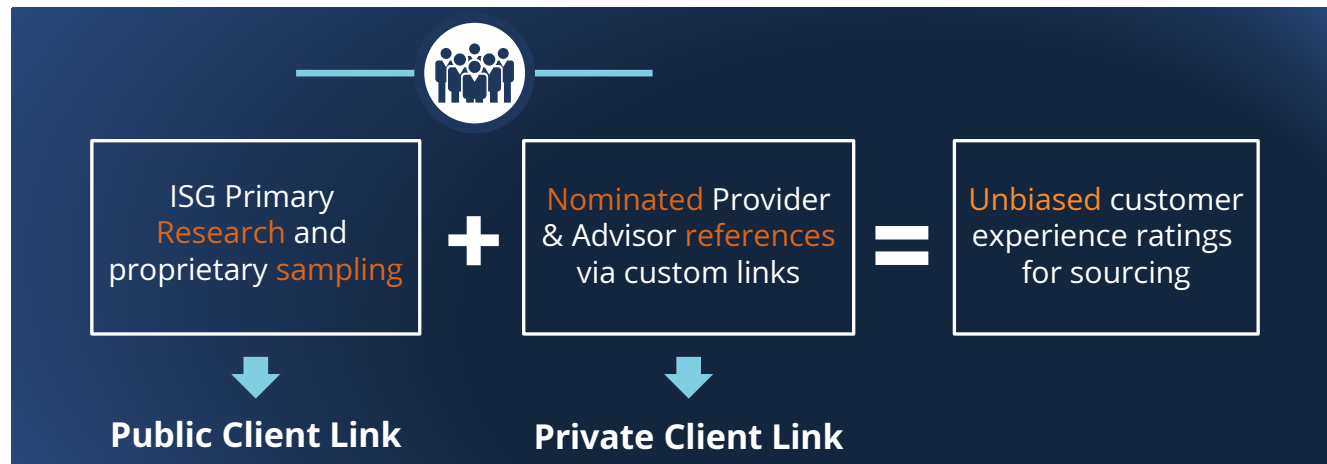 ISG Primary
Research and
proprietary sampling
+
Nominated Provider
& Advisor references
via custom links
=
Unbiased customer
experience ratings
for sourcing
Public Client Link
Private Client Link